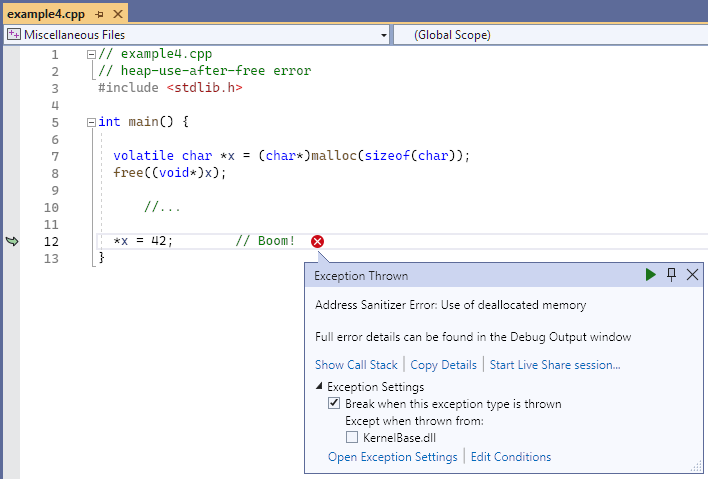 example4.cpp
Miscellaneous Files (Global Scope)
1 // example4.cpp
2 // heap-use-after-free error
3 #include <stdlib.h>
4
5 int main() {
6
7 volatile char *x = (char*)malloc(sizeof(char));
8 free((void*)x);
9
10 //...
11
12 *x = 42; // Boom!
13 }
Exception Thrown
Address Sanitizer Error: Use of deallocated memory
Full error details can be found in the Debug Output window
Show Call Stack | Copy Details | Start Live Share session...
Exception Settings
Break when this exception type is thrown
Except when thrown from:
KernelBase.dll
Open Exception Settings | Edit Conditions